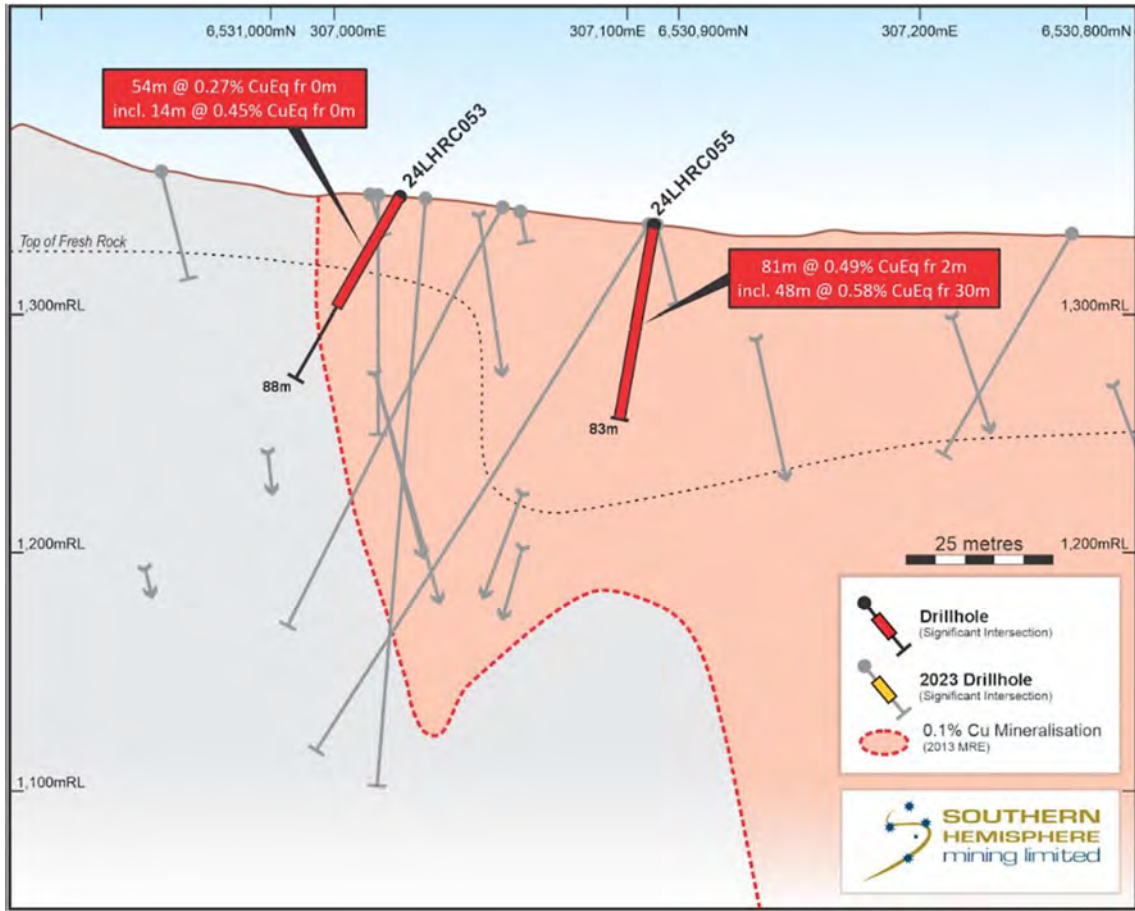 6,531,000mN 307,000mE 307,100mE 6,530,900mN 307,200mE 6,530,800mN
54m @ 0.27% CuEq fr 0m
incl. 14m @ 0.45% CuEq fr 0m
24LHRC053
24LHRC055
Top of Fresh Rock
81m @ 0.49% CuEq fr 2m
incl. 48m @ 0.58% CuEq fr 30m
1,300mRL
1,300mRL
88m
83m
1,200mRL
1,200mRL
25 metres
Drillhole
(Significant Intersection)
2023 Drillhole
(Significant Intersection)
0.1% Cu Mineralisation
(2013 MRE)
1,100mRL
SOUTHERN
HEMISPHERE
mining limited